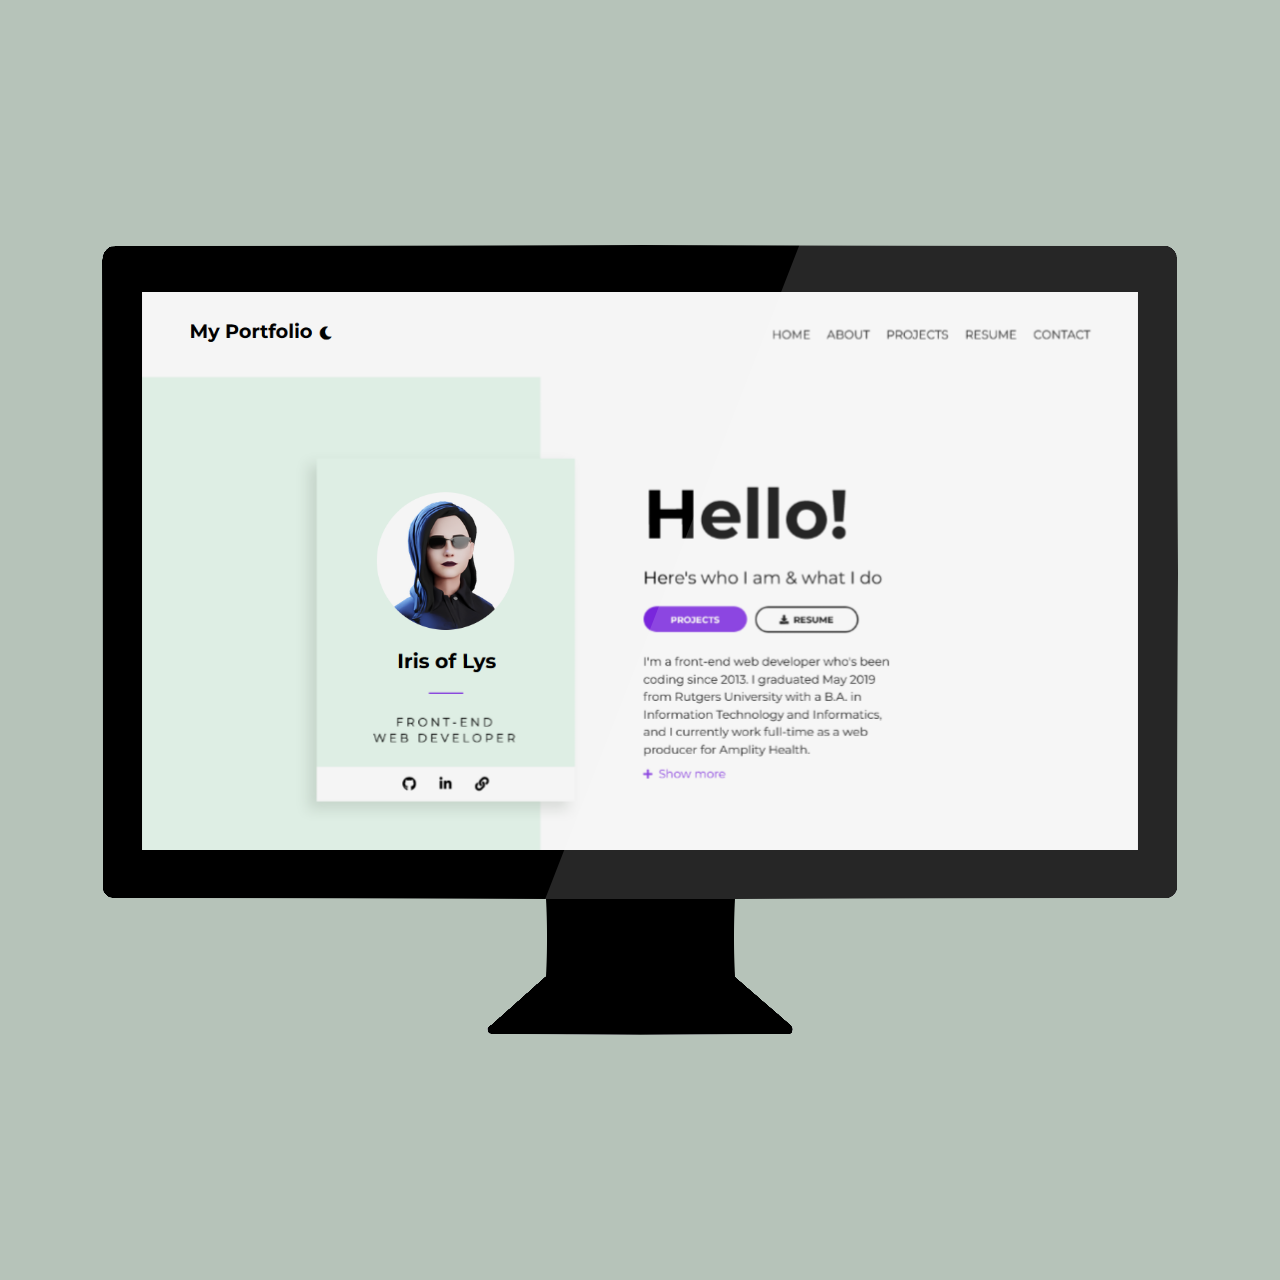 My Portfolio
HOME ABOUT PROJECTS RESUME CONTACT
Iris of Lys
FRONT-END
WEB DEVELOPER
in
Hello!
Here's who I am & what I do
PROJECTS RESUME
I'm a front-end web developer who's been
coding since 2013. I graduated May 2019
from Rutgers University with a B.A. in
Information Technology and Informatics,
and I currently work full-time as a web
producer for Amplity Health.
+ Show more